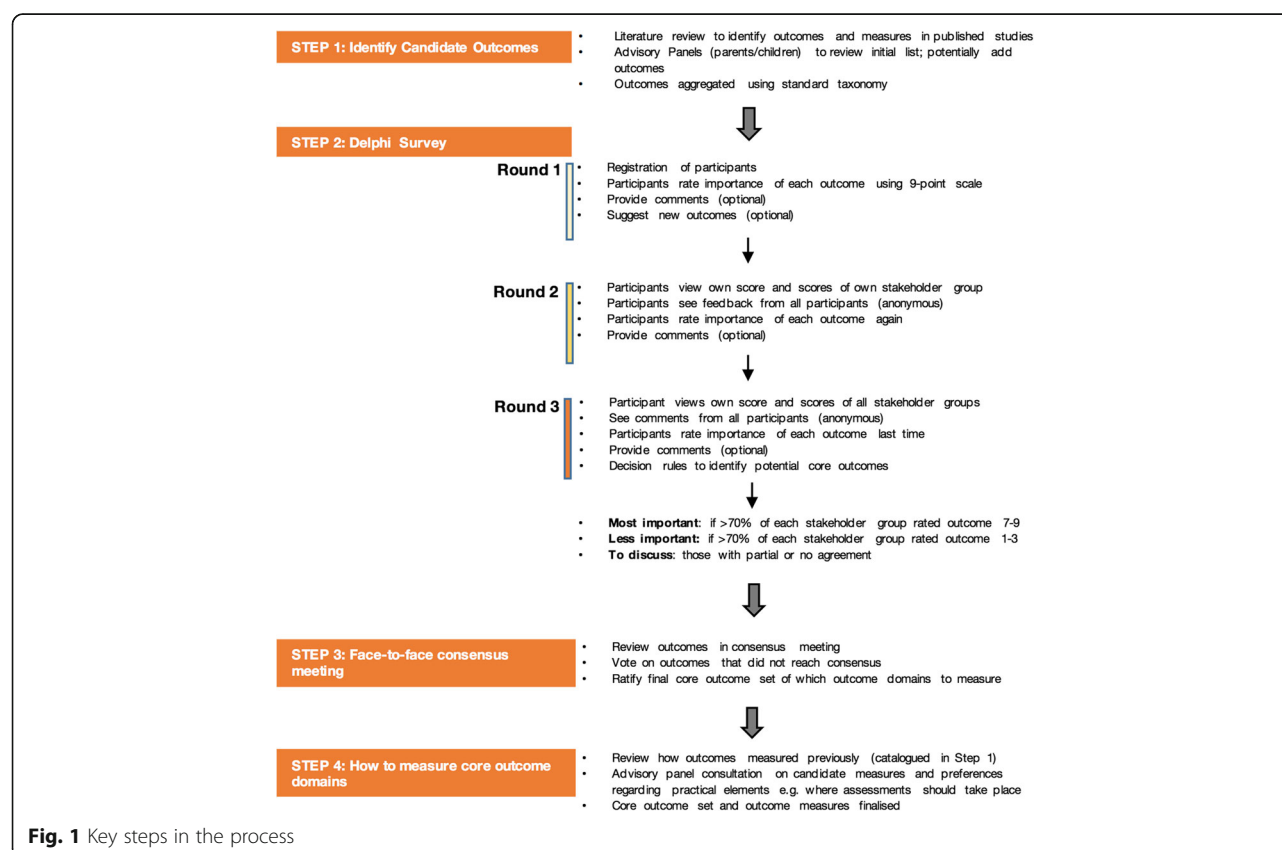 STEP 1: Identify Candidate Outcomes
• Literature review to identify outcomes and measures in published studies
• Advisory Panels (parents/children) to review initial list; potentially add
outcomes
• Outcomes aggregated using standard taxonomy
STEP 2: Delphi Survey
Round 1
• Registration of participants
• Participants rate importance of each outcome using 9-point scale
• Provide comments (optional)
• Suggest new outcomes (optional)
Round 2
• Participants view own score and scores of own stakeholder group
• Participants see feedback from all participants (anonymous)
• Participants rate importance of each outcome again
• Provide comments (optional)
Round 3
• Participant views own score and scores of all stakeholder groups
• See comments from all participants (anonymous)
• Participants rate importance of each outcome last time
• Provide comments (optional)
• Decision rules to identify potential core outcomes
• Most important: if >70% of each stakeholder group rated outcome 7-9
• Less important: if >70% of each stakeholder group rated outcome 1-3
• To discuss: those with partial or no agreement
STEP 3: Face-to-face consensus
meeting
• Review outcomes in consensus meeting
• Vote on outcomes that did not reach consensus
• Ratify final core outcome set of which outcome domains to measure
STEP 4: How to measure core outcome
domains
• Review how outcomes measured previously (catalogued in Step 1)
• Advisory panel consultation on candidate measures and preferences
regarding practical elements e.g. where assessments should take place
• Core outcome set and outcome measures finalised
Fig. 1 Key steps in the process